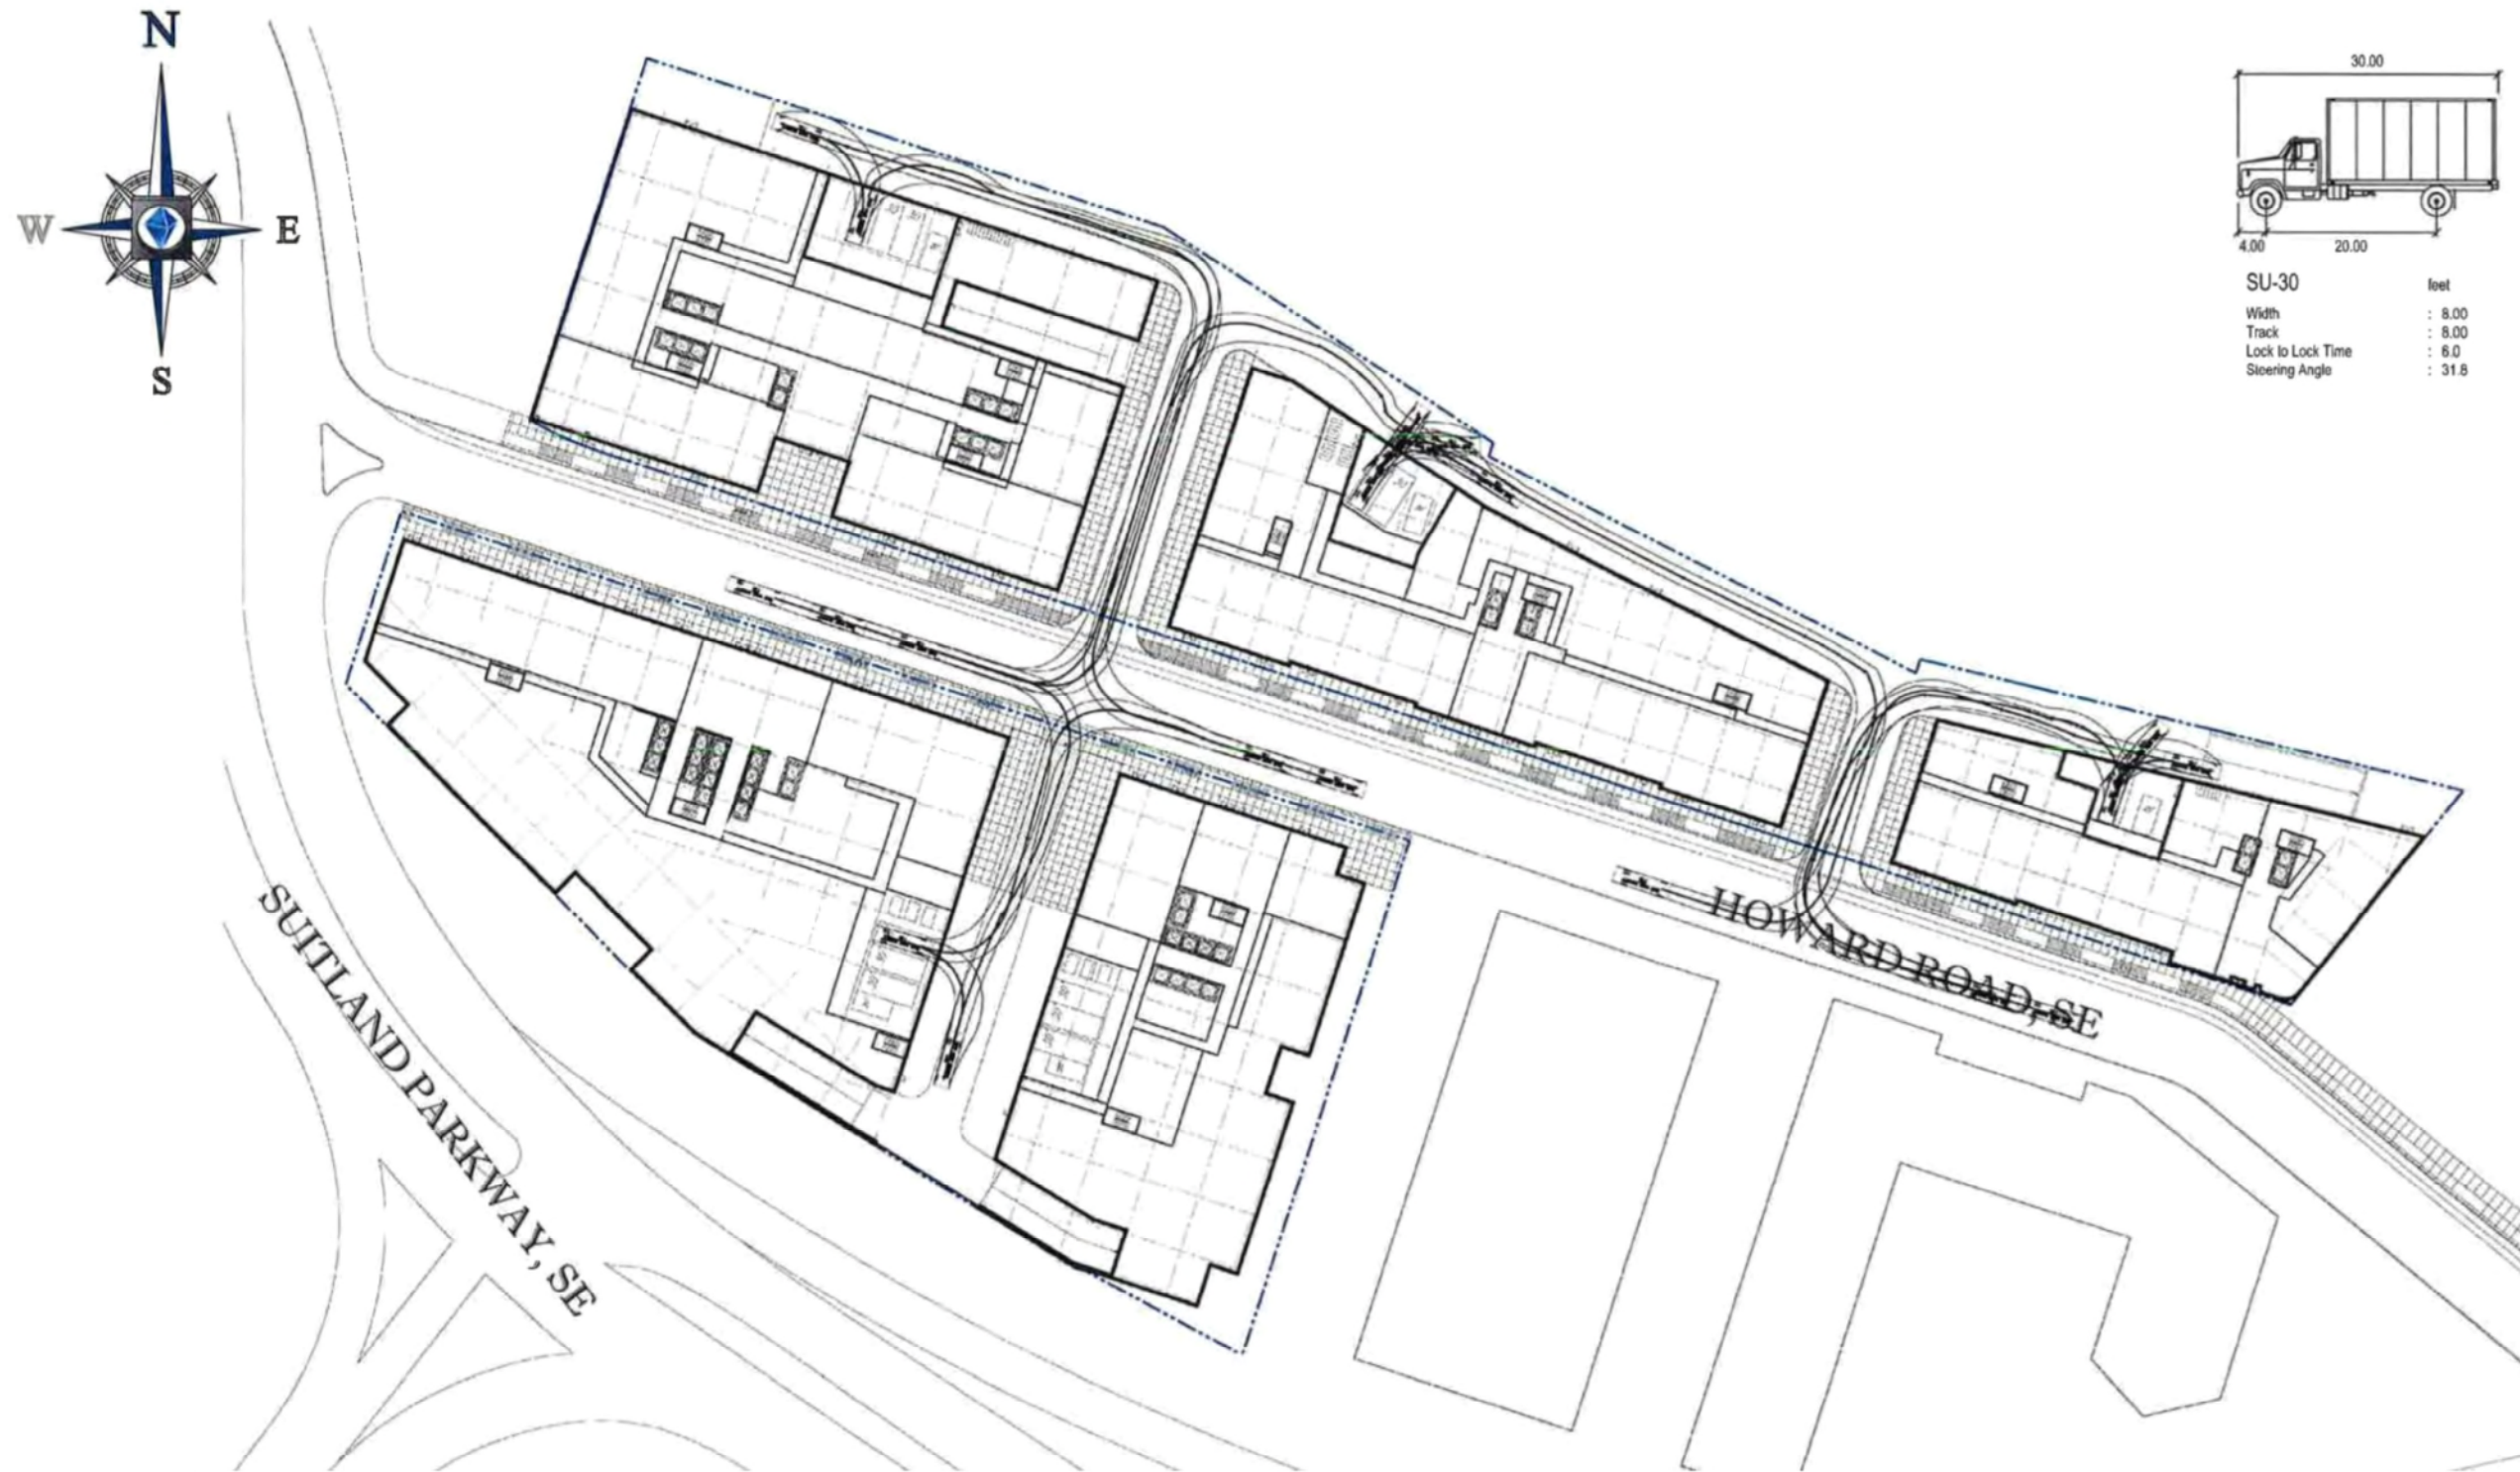 N
W
E
S
30.00
4.00
20.00
SU-30
feet
Width : 8.00
Track : 8.00
Lock to Lock Time : 6.0
Steering Angle : 31.8
HOWARD ROAD, SE
SUITLAND PARKWAY, SE